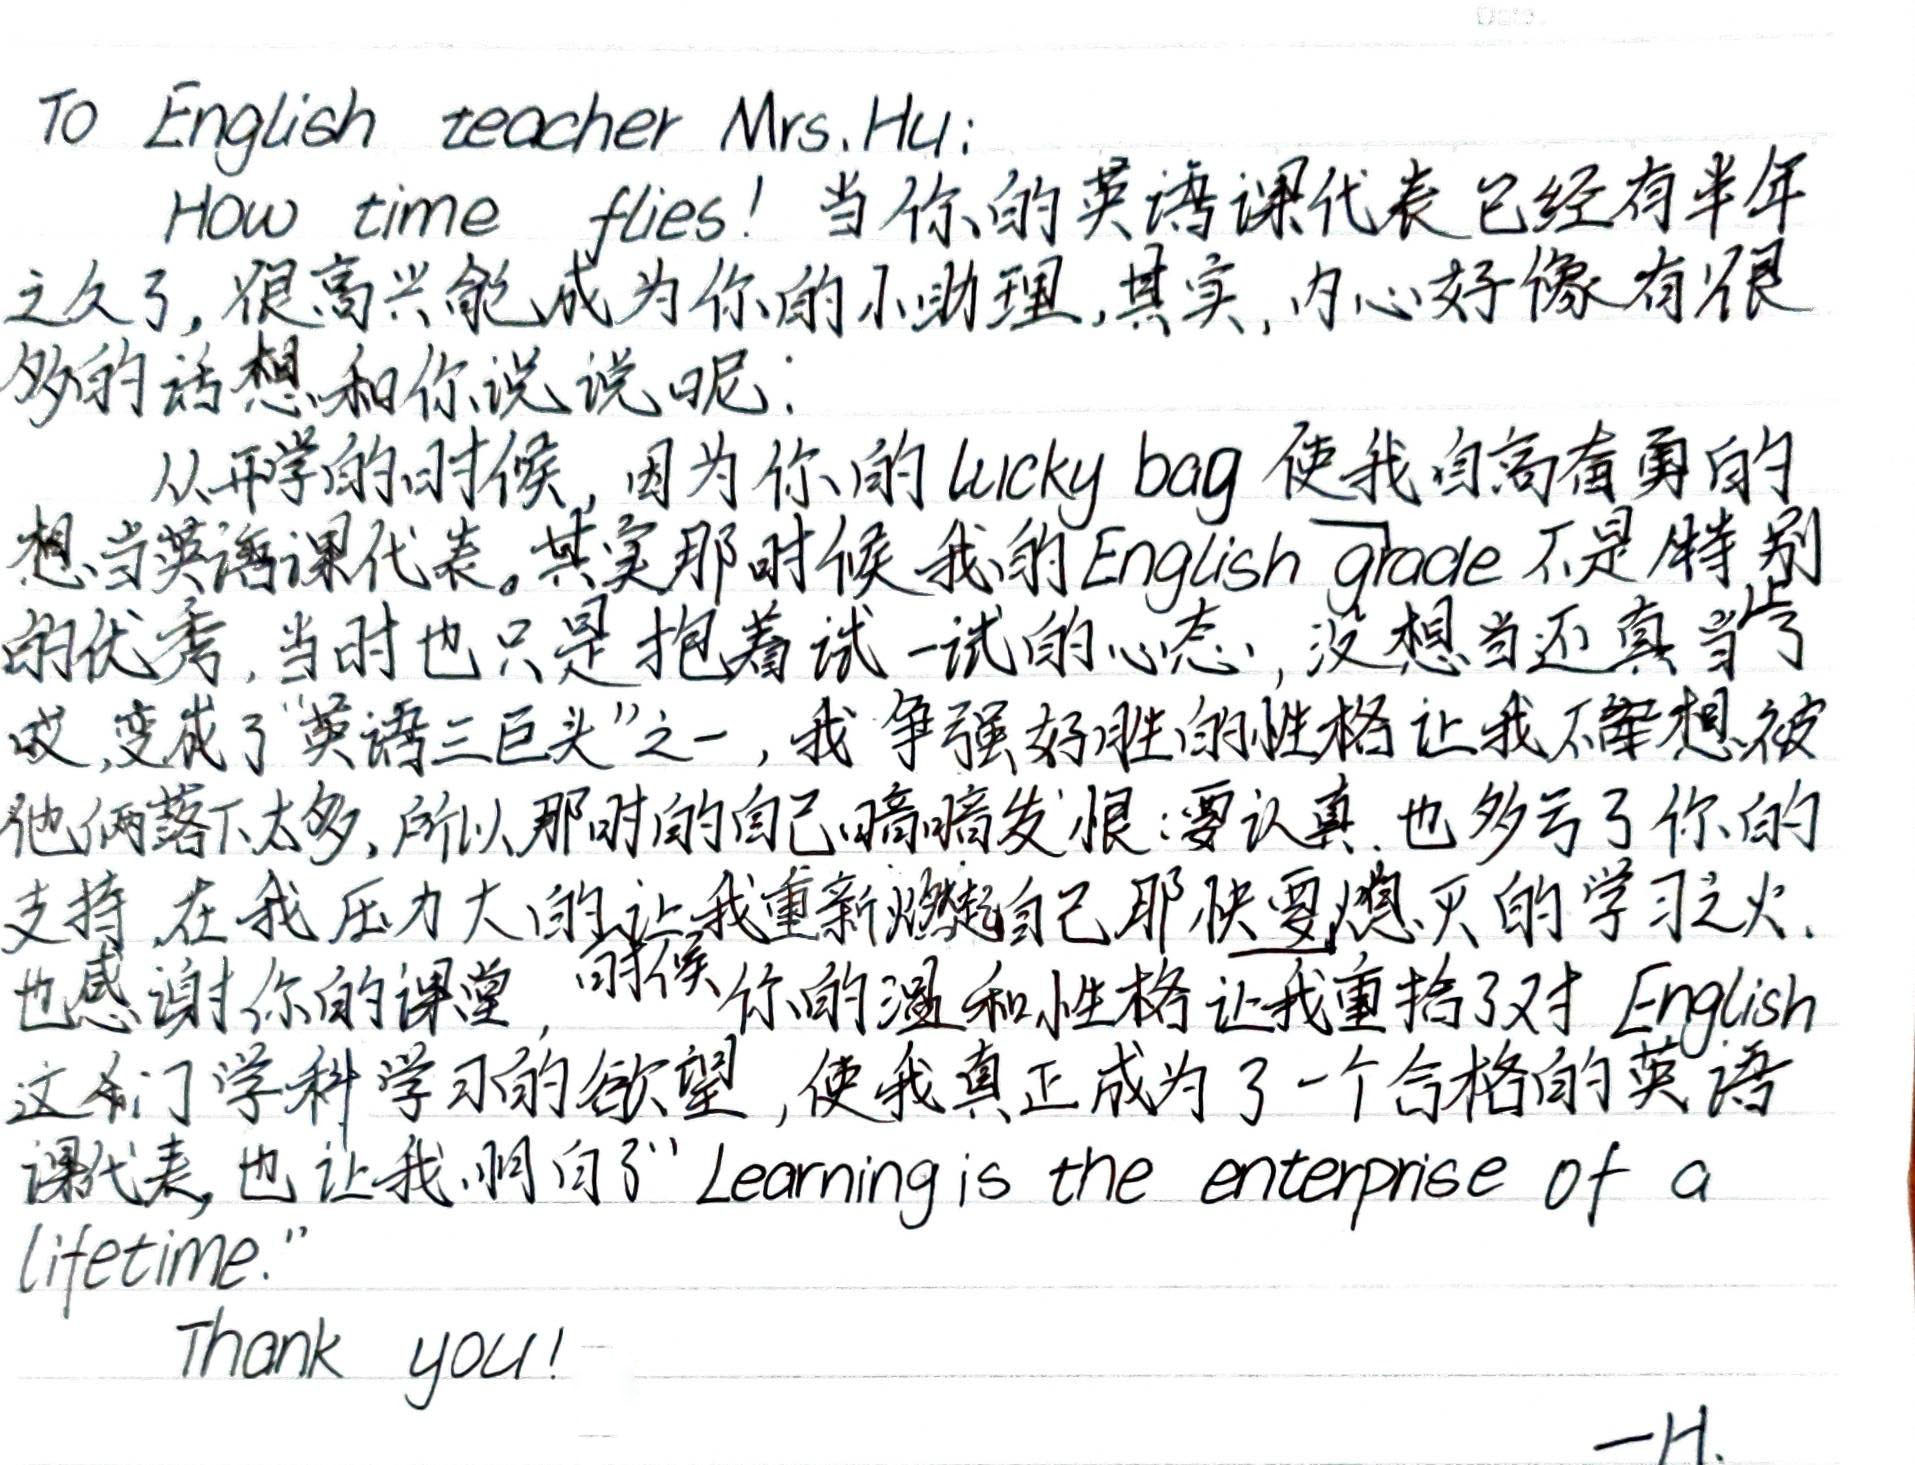 Date.
To English teacher Mrs.Hu:
How time flies! 当你的英语课代表已经有半年
之久了,很高兴能成为你的小助理,其实,内心好像有很
多的话想和你说说呢:
从开学的时候,因为你的lucky bag 使我自高奋勇的
想当英语课代表。其实那时候我的English grade不是特别
的优秀,当时也只是抱着试一试的心态,没想当还真当上了
哎,变成了“英语三巨头”之一,我争强好胜的性格让我不想被
他俩落下太多,所以那时的自己暗暗发恨:要认真.也多亏了你的
支持,在我压力大的时候让我重新燃起自己那快要熄灭的学习之火.
也感谢你的课堂,你的温和性格让我重拾了对 English
这门学科学习的欲望,使我真正成为了一个合格的英语
课代表,也让我明白了“Learning is the enterprise of a
lifetime."
Thank you!
—H.